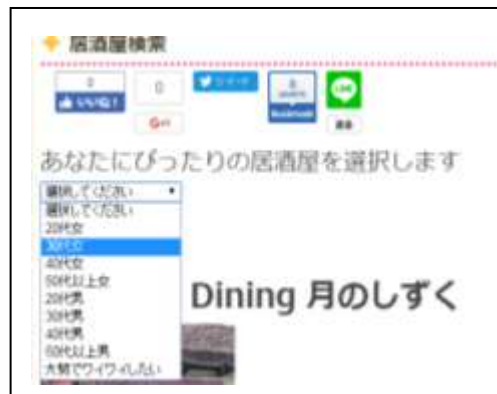 居酒屋検索
0
0
0
いいね!
ツイート
G+1
Bookmark
LINE
あなたにぴったりの居酒屋を選択します
選択してください
選択してください
20代女
30代女
40代女
50代以上女
20代男
30代男
40代男
60代以上男
大勢でワイワイしたい
Dining 月のしずく